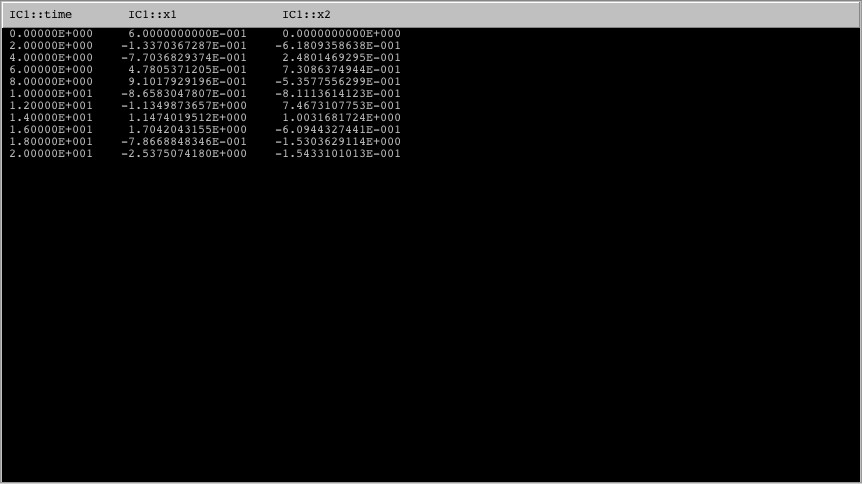 IC1::time IC1::x1 IC1::x2
0.00000E+000 6.0000000000E-001 0.0000000000E+000
2.00000E+000 -1.3370367287E-001 -6.1809358638E-001
4.00000E+000 -7.7036829374E-001 2.4801469295E-001
6.00000E+000 4.7805371205E-001 7.3086374944E-001
8.00000E+000 9.1017929196E-001 -5.3577556299E-001
1.00000E+001 -8.6583047807E-001 -8.1113614123E-001
1.20000E+001 -1.1349873657E+000 7.4673107753E-001
1.40000E+001 1.1474019512E+000 1.0031681724E+000
1.60000E+001 1.7042043155E+000 -6.0944327441E-001
1.80000E+001 -7.8668848346E-001 -1.5303629114E+000
2.00000E+001 -2.5375074180E+000 -1.5433101013E-001